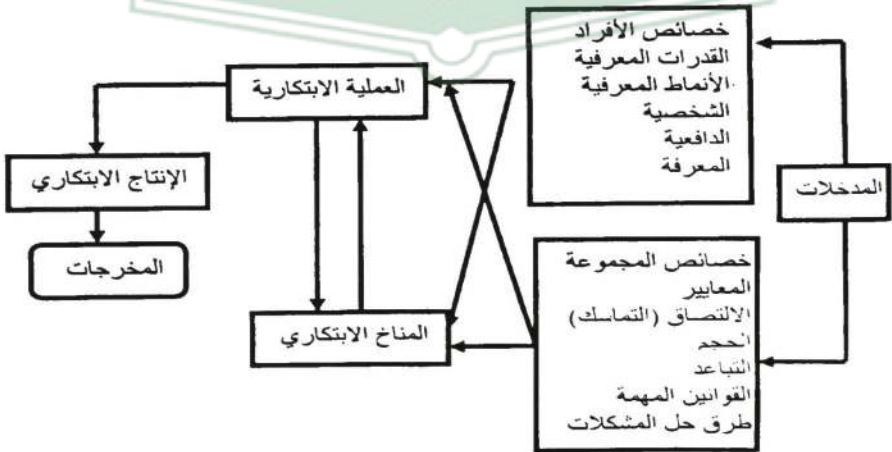 خصائص الأفراد
القدرات المعرفية
الأنماط المعرفية
الشخصية
الدافعية
المعرفة
المدخلات
خصائص المجموعة
المعايير
الالتصاق (التماسك)
الحجم
التباعد
القوانين المهمة
طرق حل المشكلات
العملية الابتكارية
المناخ الابتكاري
الإنتاج الابتكاري
المخرجات